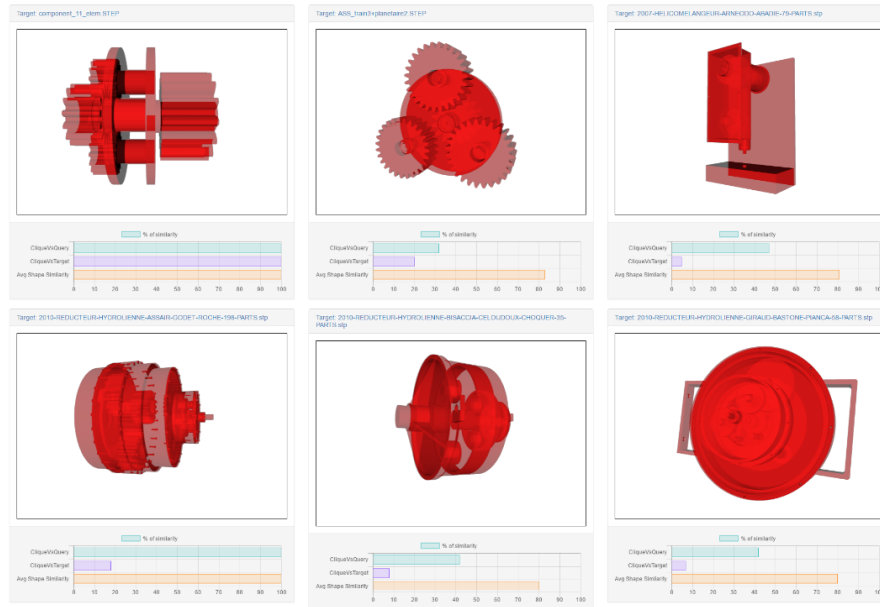 Target: component_11_elem.STEP
% of similarity
CliqueVsQuery
CliqueVsTarget
Avg Shape Similarity
0 10 20 30 40 50 60 70 80 90 100
Target: ASS_train3+planetaire2.STEP
% of similarity
CliqueVsQuery
CliqueVsTarget
Avg Shape Similarity
0 10 20 30 40 50 60 70 80 90 100
Target: 2007-HELICOMELANGEUR-ARNEODO-ABADIE-79-PARTS.stp
% of similarity
CliqueVsQuery
CliqueVsTarget
Avg Shape Similarity
0 10 20 30 40 50 60 70 80 90 100
Target: 2013-REDUCTEUR-HYDROLIENNE-ASSAIR-GODET-ROCHE-198-PARTS.stp
% of similarity
CliqueVsQuery
CliqueVsTarget
Avg Shape Similarity
0 10 20 30 40 50 60 70 80 90 100
Target: 2010-REDUCTEUR-HYDROLIENNE-BISACCIA-CELDUDOUX-CHOQUER-35-
PARTS.stp
% of similarity
CliqueVsQuery
CliqueVsTarget
Avg Shape Similarity
0 10 20 30 40 50 60 70 80 90 100
Target: 2010-REDUCTEUR-HYDROLIENNE-GIRAUD-BASTONE-PIANCA-58-PARTS.stp
% of similarity
CliqueVsQuery
CliqueVsTarget
Avg Shape Similarity
0 10 20 30 40 50 60 70 80 90 100